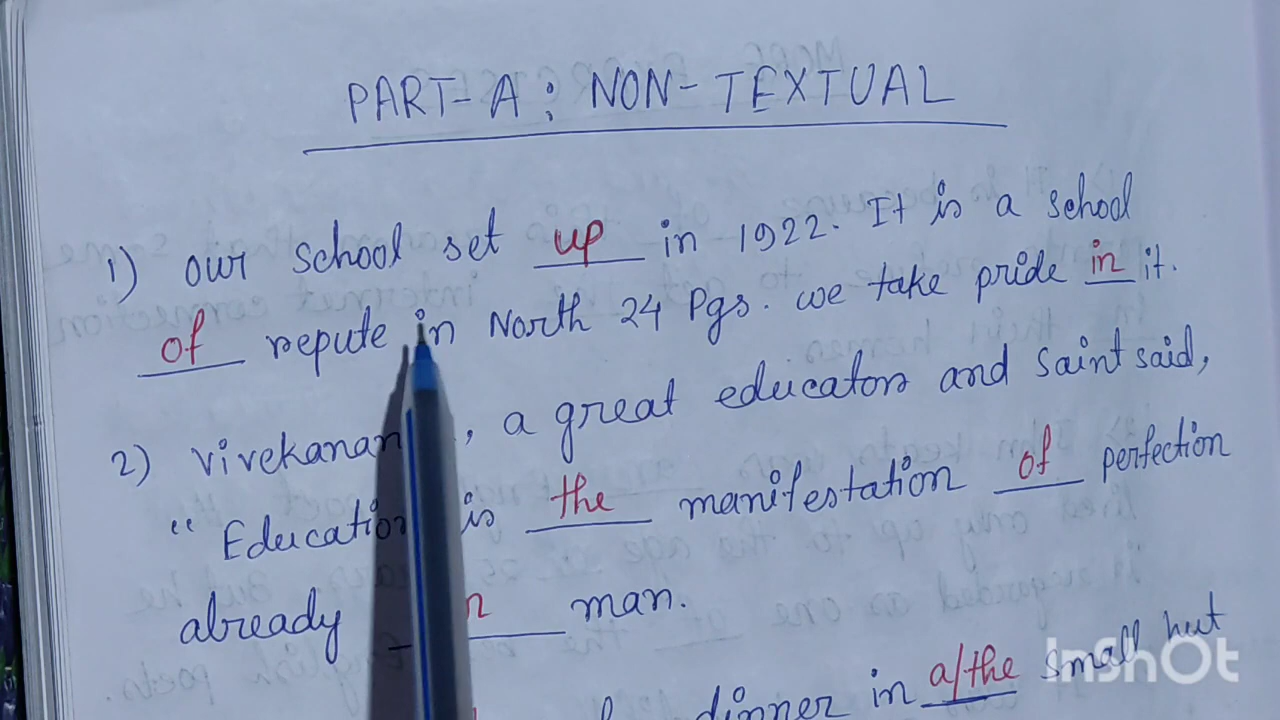 PART-A: NON-TEXTUAL
1) our school set up in 1922. It is a school
of repute in North 24 Pgs. we take pride in it.
2) , a great educator and saint said,
" is the manifestation of perfection
already man.
dinner in a/the small hut
InShOt